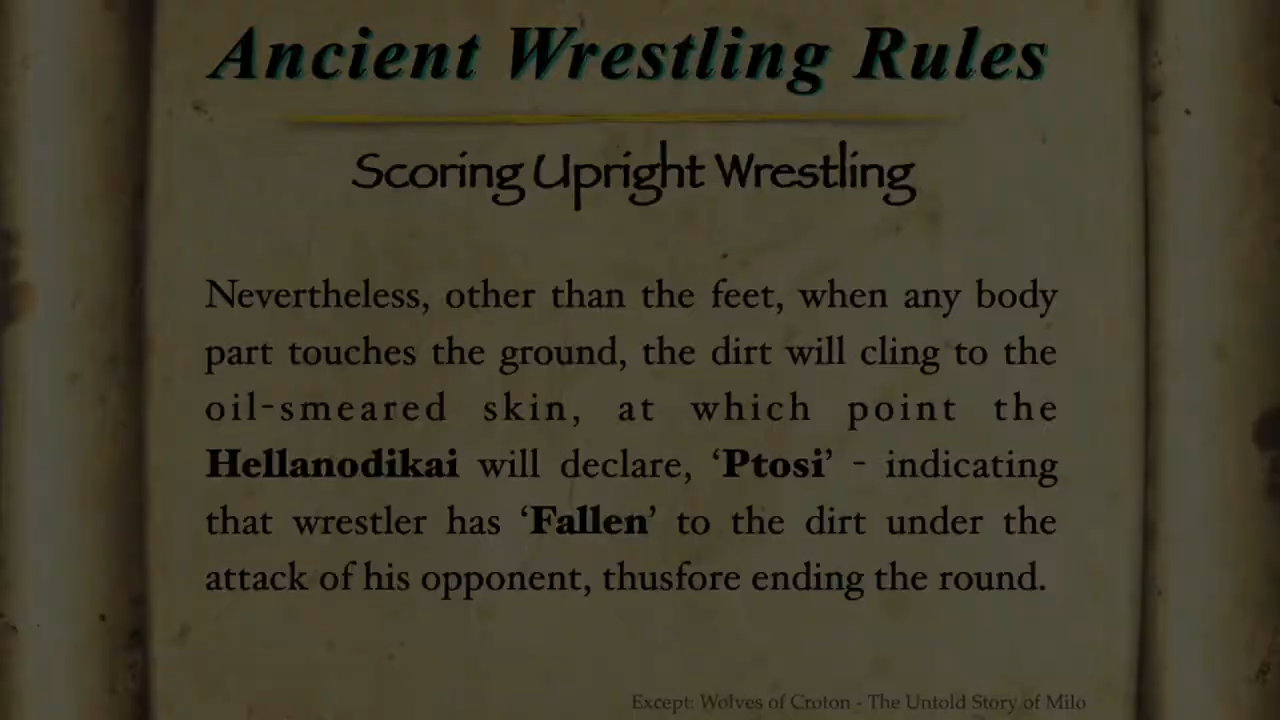 Ancient Wrestling Rules
Scoring Upright Wrestling
Nevertheless, other than the feet, when any body
part touches the ground, the dirt will cling to the
oil-smeared skin, at which point the
Hellanodikai will declare, ‘Ptosi’ - indicating
that wrestler has ‘Fallen’ to the dirt under the
attack of his opponent, thusfore ending the round.
Except: Wolves of Croton - The Untold Story of Milo